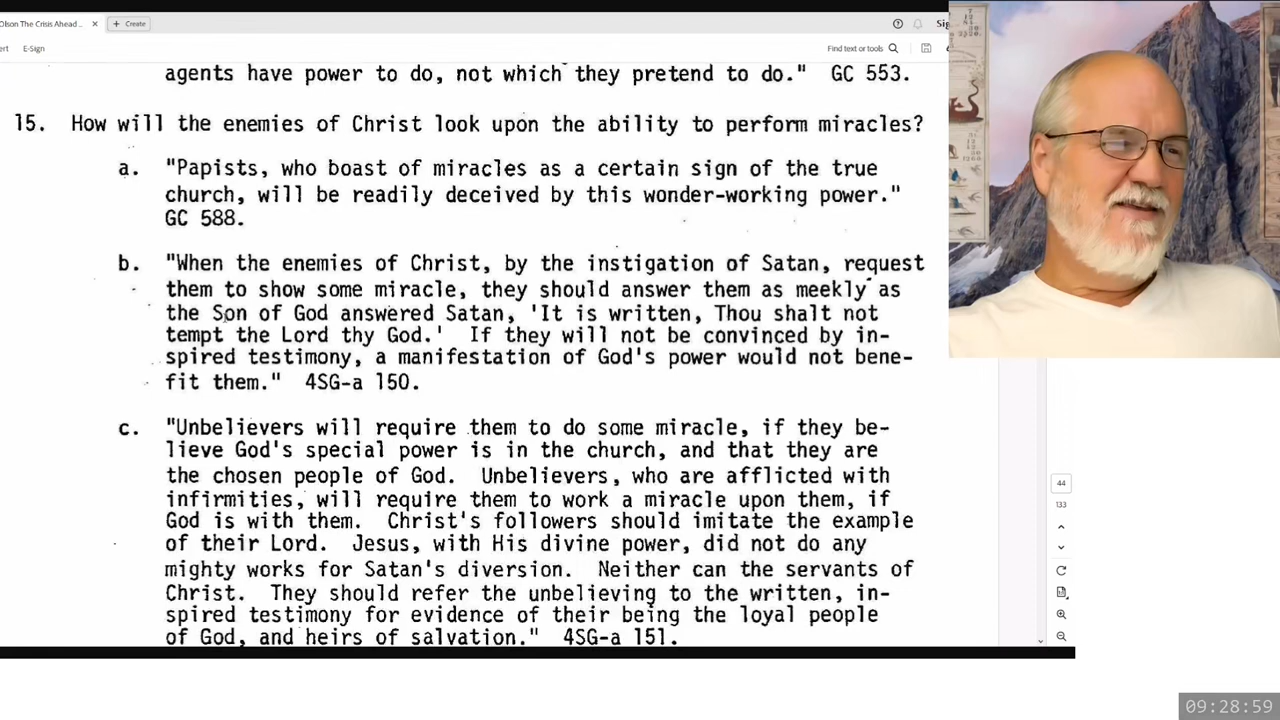 Olson The Crisis Ahead...
Create
Sig
ert
E-Sign
Find text or tools
agents have power to do, not which they pretend to do." GC 553.
15. How will the enemies of Christ look upon the ability to perform miracles?
a. "Papists, who boast of miracles as a certain sign of the true
church, will be readily deceived by this wonder-working power."
GC 588.
b. "When the enemies of Christ, by the instigation of Satan, request
them to show some miracle, they should answer them as meekly as
the Son of God answered Satan, 'It is written, Thou shalt not
tempt the Lord thy God.' If they will not be convinced by in-
spired testimony, a manifestation of God's power would not bene-
fit them." 4SG-a 150.
c. "Unbelievers will require them to do some miracle, if they be-
lieve God's special power is in the church, and that they are
the chosen people of God. Unbelievers, who are afflicted with
infirmities, will require them to work a miracle upon them, if
God is with them. Christ's followers should imitate the example
of their Lord. Jesus, with His divine power, did not do any
mighty works for Satan's diversion. Neither can the servants of
Christ. They should refer the unbelieving to the written, in-
spired testimony for evidence of their being the loyal people
of God, and heirs of salvation." 4SG-a 151.
44
133
09:28:59